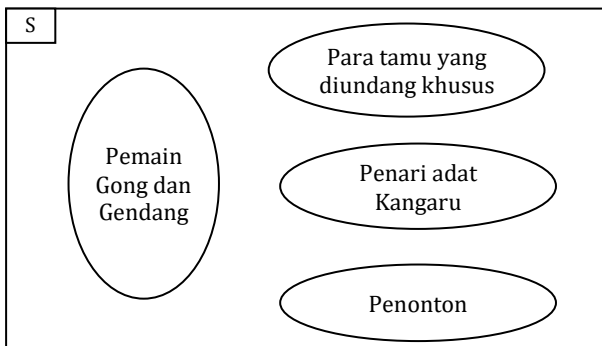 S
Para tamu yang
diundang khusus
Pemain
Gong dan
Gendang
Penari adat
Kangaru
Penonton